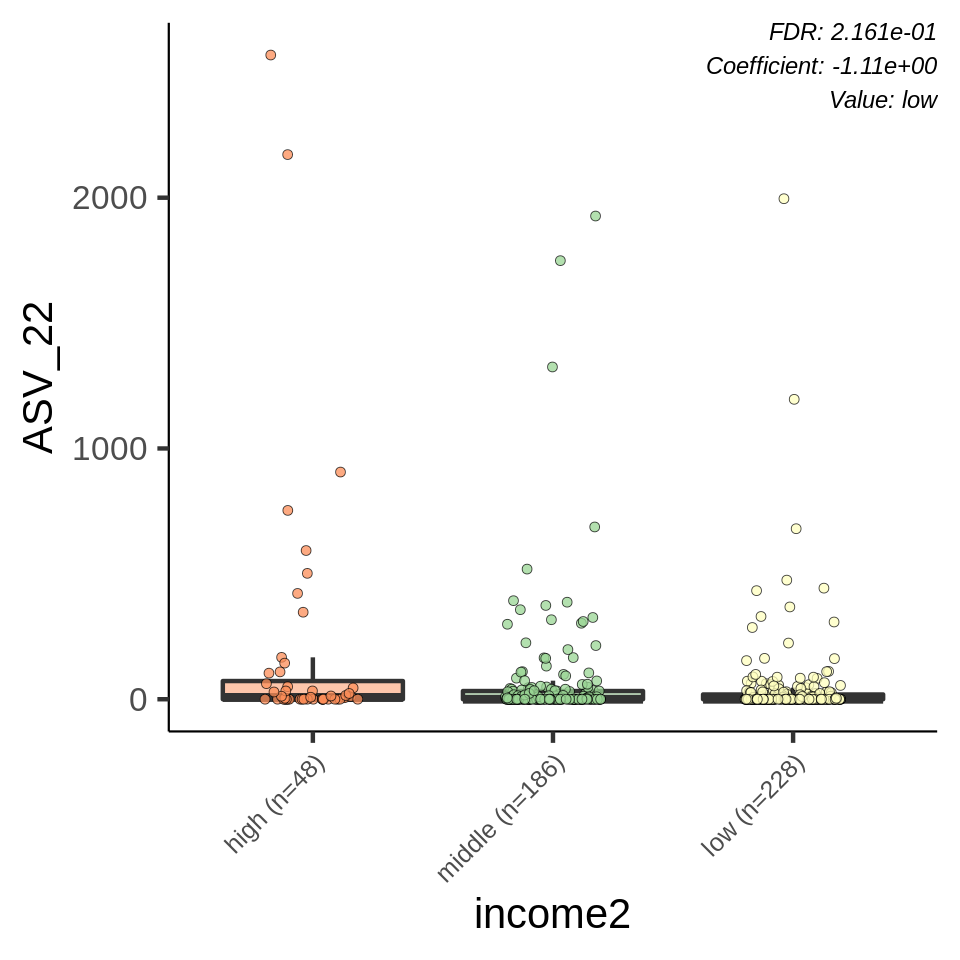 FDR: 2.161e-01
Coefficient: -1.11e+00
Value: low
2000
1000
0
ASV_22
high (n=48)
middle (n=186)
low (n=228)
income2